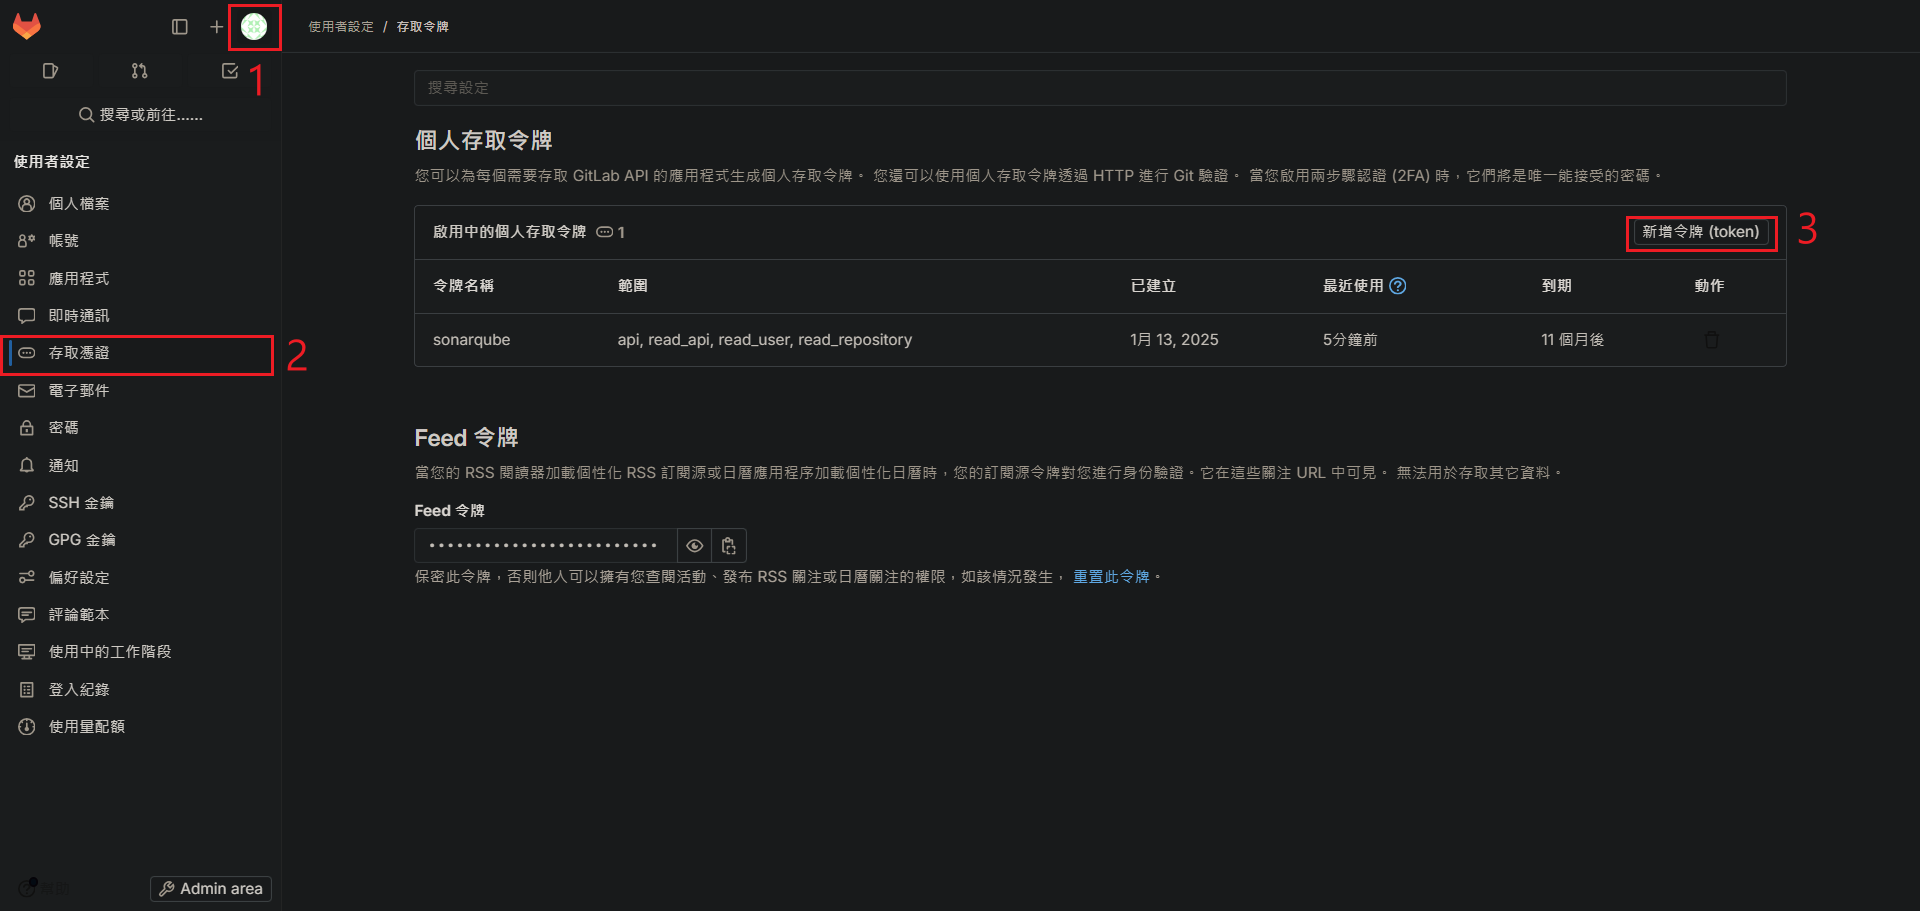 使用者設定 / 存取令牌
1
搜尋或前往......
使用者設定
個人檔案
帳號
應用程式
即時通訊
存取憑證
2
電子郵件
密碼
通知
SSH 金鑰
GPG 金鑰
偏好設定
評論範本
使用中的工作階段
登入紀錄
使用量配額
幫助
Admin area
搜尋設定
個人存取令牌
您可以為每個需要存取 GitLab API 的應用程式生成個人存取令牌。 您還可以使用個人存取令牌透過 HTTP 進行 Git 驗證。 當您啟用兩步驟認證 (2FA) 時，它們將是唯一能接受的密碼。
啟用中的個人存取令牌 1
新增令牌 (token)
3
令牌名稱 範圍 已建立 最近使用 到期 動作
sonarqube api, read_api, read_user, read_repository 1月 13, 2025 5分鐘前 11 個月後
Feed 令牌
當您的 RSS 閱讀器加載個性化 RSS 訂閱源或日曆應用程序加載個性化日曆時，您的訂閱源令牌對您進行身份驗證。它在這些關注 URL 中可見。 無法用於存取其它資料。
Feed 令牌
•••••••••••••••••••••••••
保密此令牌，否則他人可以擁有您查閱活動、發布 RSS 關注或日曆關注的權限，如該情況發生， 重置此令牌。